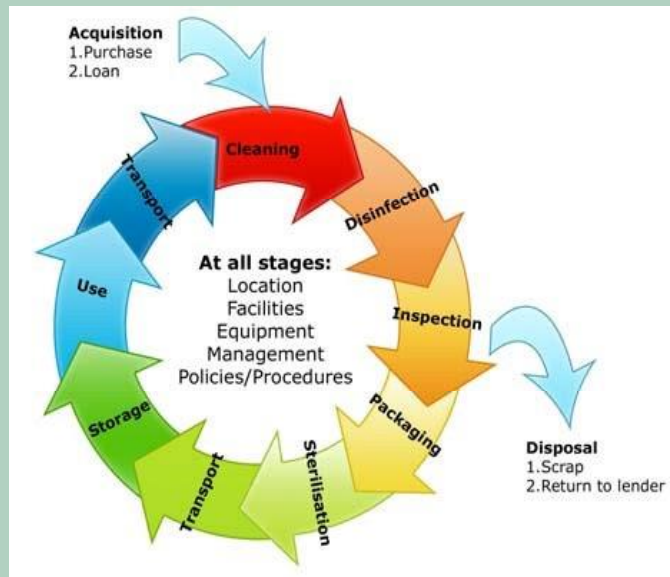 Acquisition
1.Purchase
2.Loan
Cleaning
Disinfection
Inspection
Packaging
Sterilisation
Transport
Storage
Use
Transport
At all stages:
Location
Facilities
Equipment
Management
Policies/Procedures
Disposal
1.Scrap
2.Return to lender